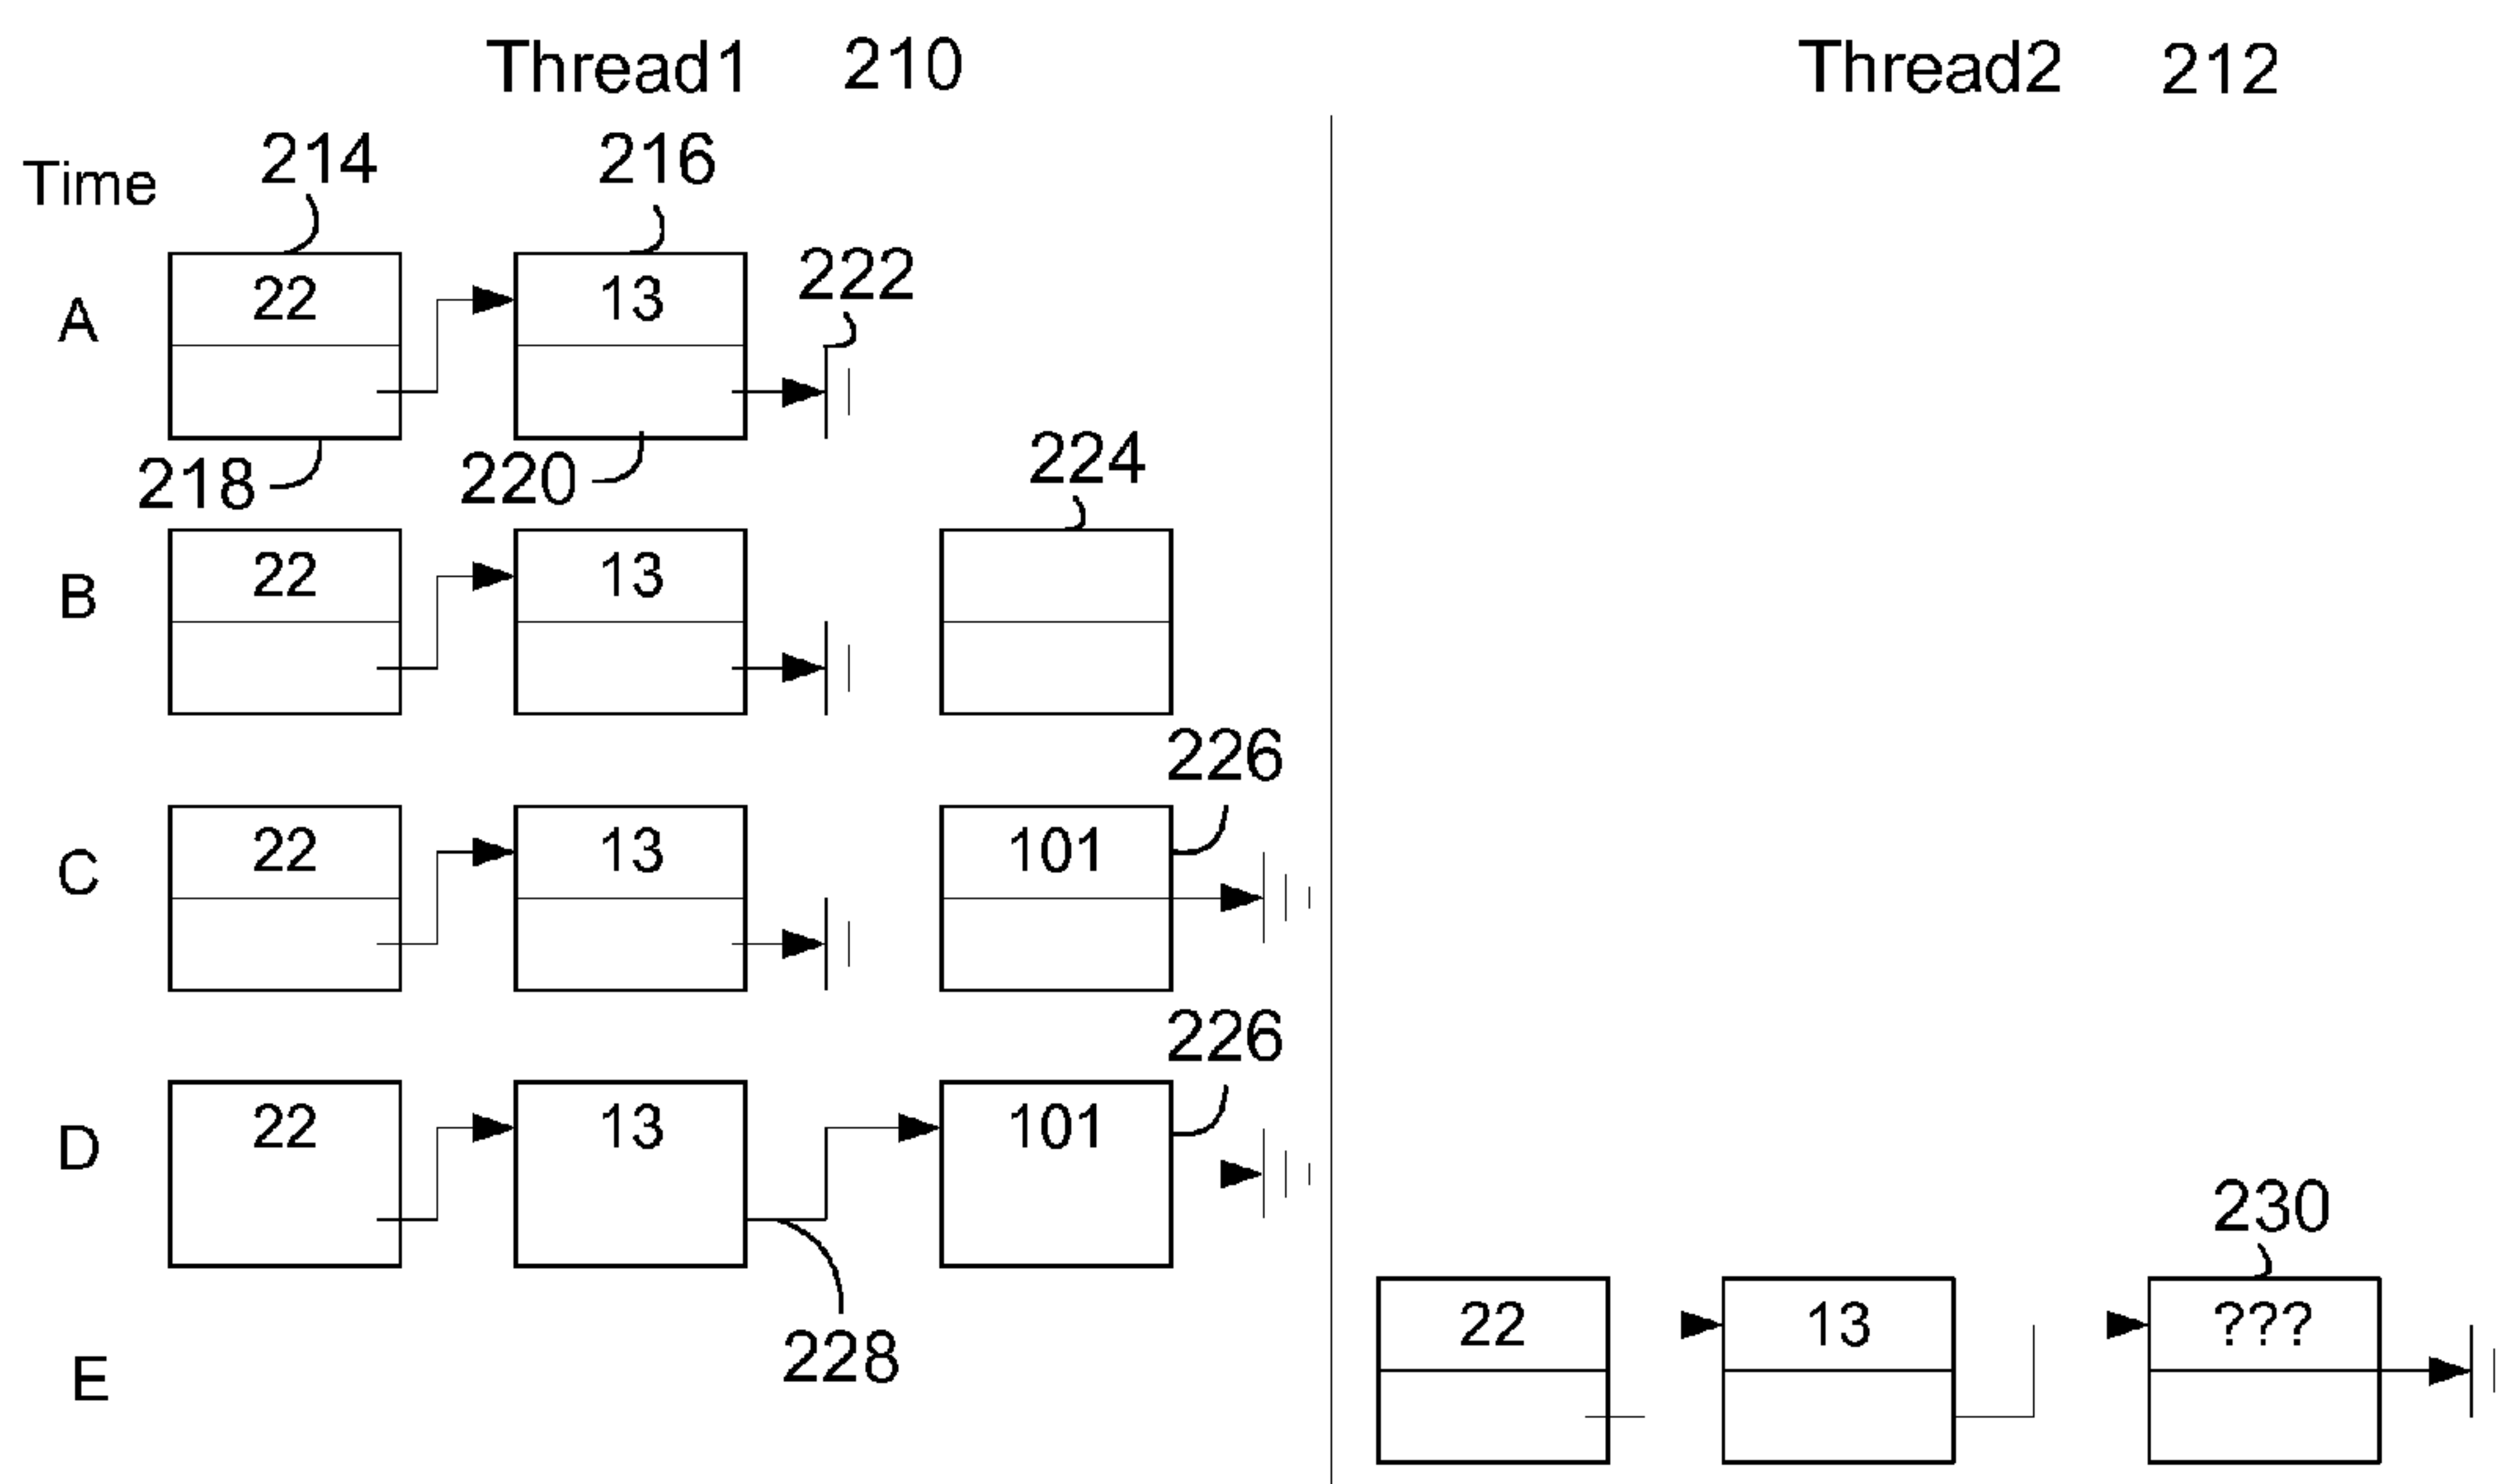 Thread1 210 Thread2 212
Time 214 216
222
A 22 13
218 220 224
B 22 13
226
C 22 13 101
226
D 22 13 101
230
22 13 ???
E 228